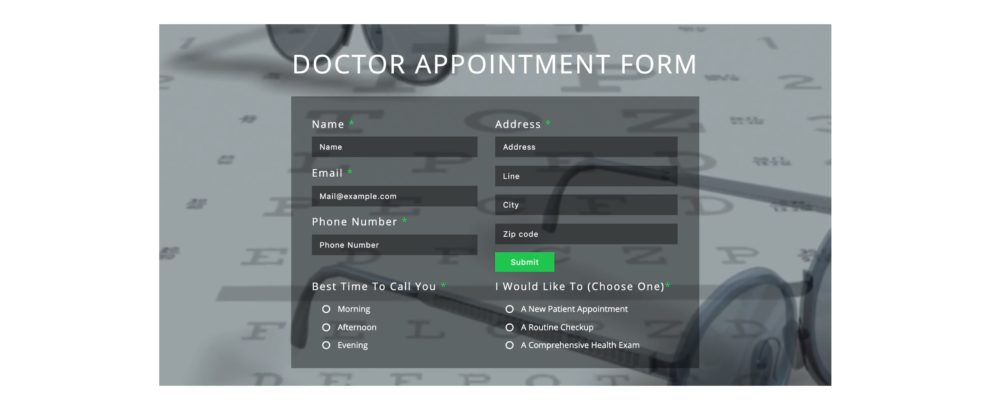 DOCTOR APPOINTMENT FORM
Name *
Name
Email *
Mail@example.com
Phone Number *
Phone Number
Address *
Address
Line
City
Zip code
Submit
Best Time To Call You *
Morning
Afternoon
Evening
I Would Like To (Choose One)*
A New Patient Appointment
A Routine Checkup
A Comprehensive Health Exam